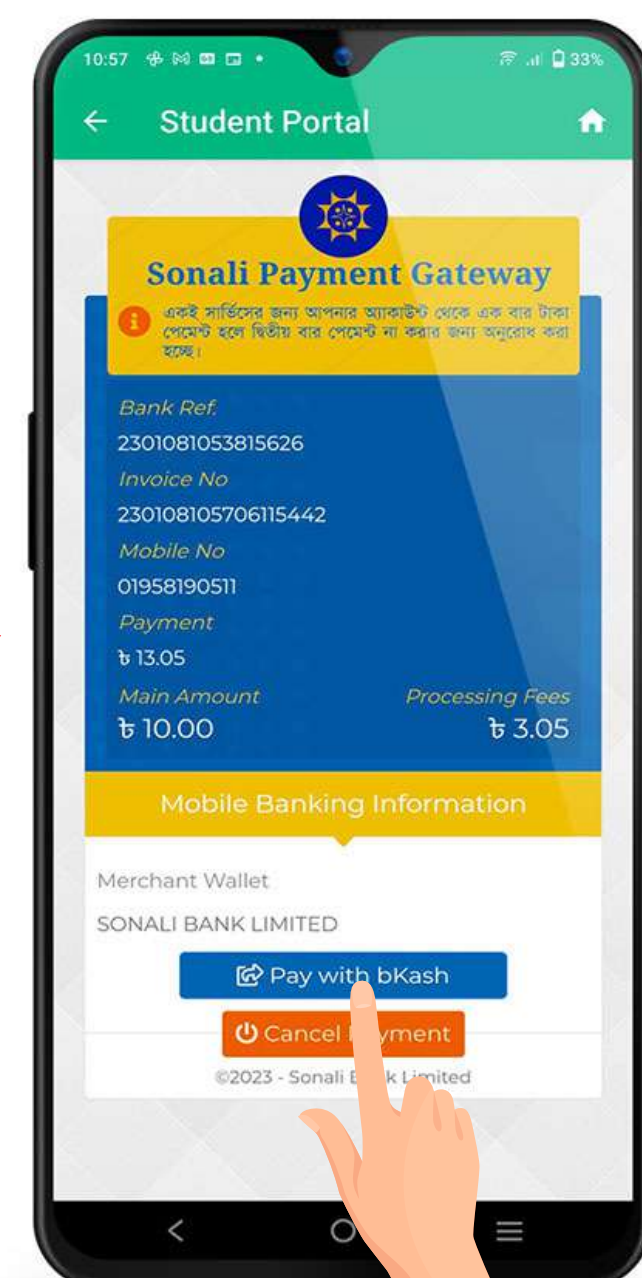 10:57
33%
Student Portal
Sonali Payment Gateway
একই সার্ভিসের জন্য আপনার অ্যাকাউন্ট থেকে এক বার টাকা
পেমেন্ট হলে দ্বিতীয় বার পেমেন্ট না করার জন্য অনুরোধ করা
হচ্ছে।
Bank Ref.
2301081053815626
Invoice No
230108105706115442
Mobile No
01958190511
Payment
৳ 13.05
Main Amount Processing Fees
৳ 10.00 ৳ 3.05
Mobile Banking Information
Merchant Wallet
SONALI BANK LIMITED
Pay with bKash
Cancel
©2023 - Sonali Limited